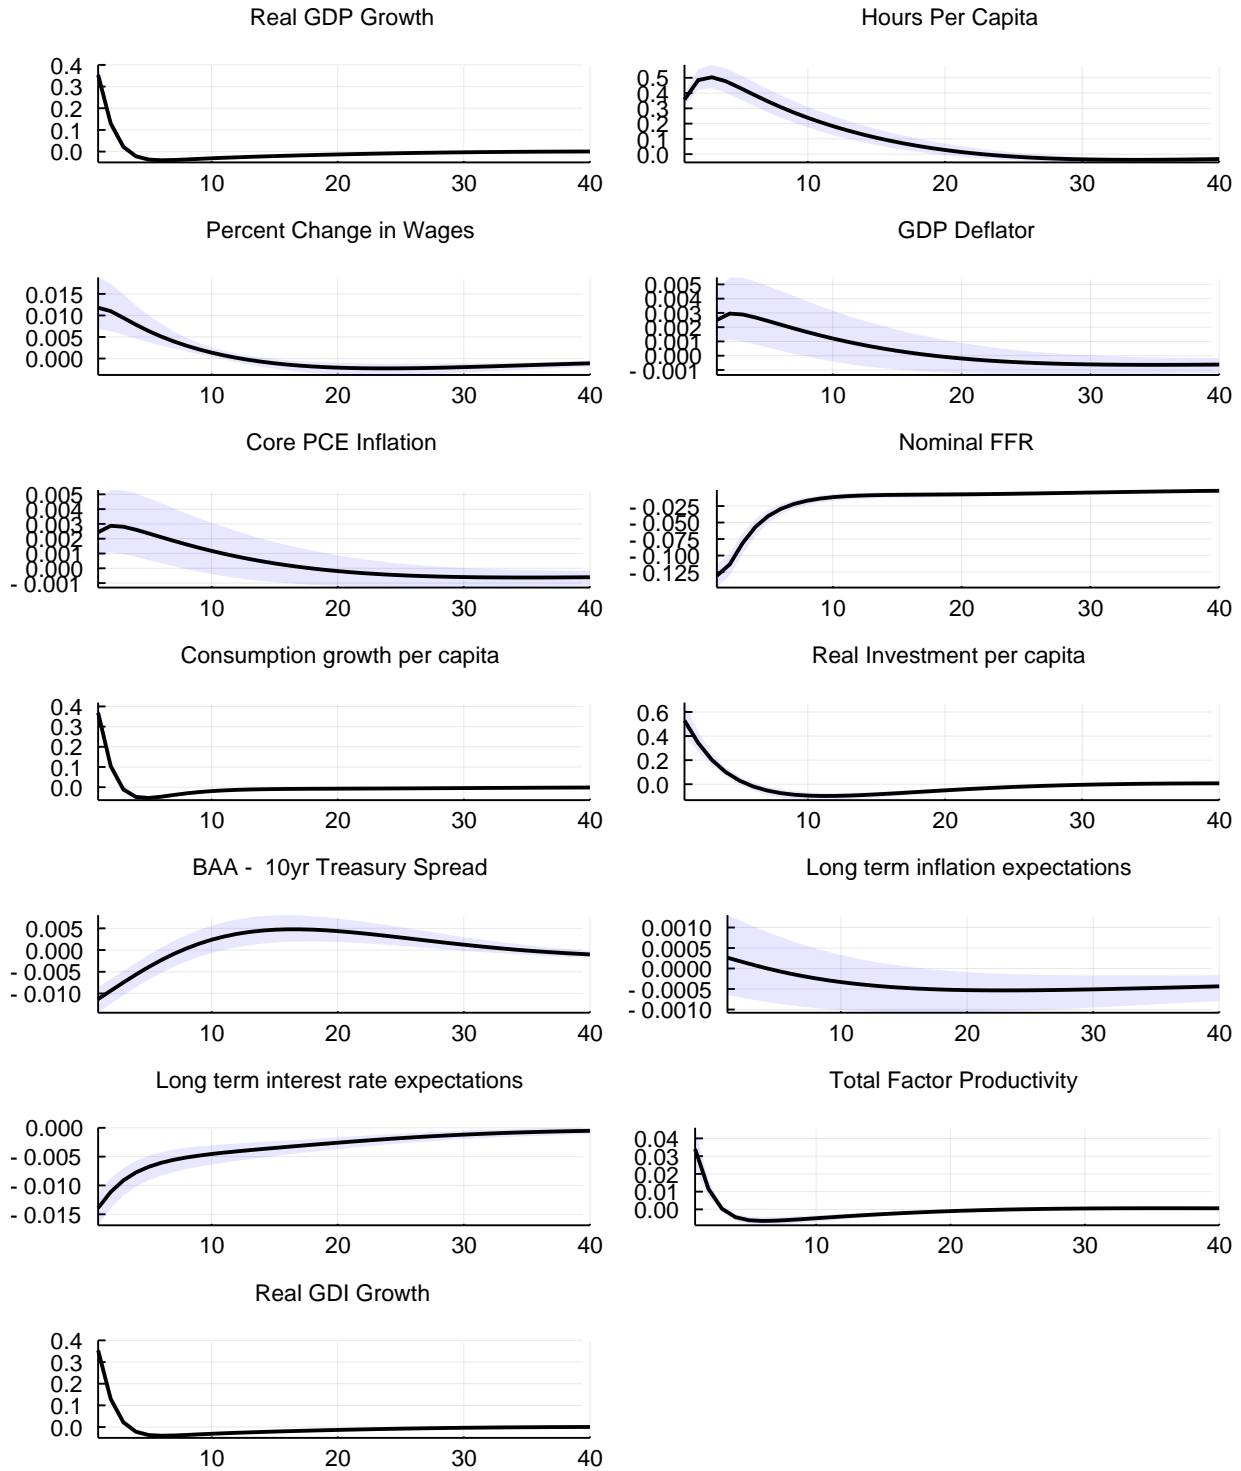 Real GDP Growth
0.4
0.3
0.2
0.1
0.0
10 20 30 40
Hours Per Capita
0.5
0.4
0.3
0.2
0.1
0.0
10 20 30 40
Percent Change in Wages
0.015
0.010
0.005
0.000
10 20 30 40
GDP Deflator
0.005
0.004
0.003
0.002
0.001
0.000
- 0.001
10 20 30 40
Core PCE Inflation
0.005
0.004
0.003
0.002
0.001
0.000
- 0.001
10 20 30 40
Nominal FFR
- 0.025
- 0.050
- 0.075
- 0.100
- 0.125
10 20 30 40
Consumption growth per capita
0.4
0.3
0.2
0.1
0.0
10 20 30 40
Real Investment per capita
0.6
0.4
0.2
0.0
10 20 30 40
BAA - 10yr Treasury Spread
0.005
0.000
- 0.005
- 0.010
10 20 30 40
Long term inflation expectations
0.0010
0.0005
0.0000
- 0.0005
- 0.0010
10 20 30 40
Long term interest rate expectations
0.000
- 0.005
- 0.010
- 0.015
10 20 30 40
Total Factor Productivity
0.04
0.03
0.02
0.01
0.00
10 20 30 40
Real GDI Growth
0.4
0.3
0.2
0.1
0.0
10 20 30 40